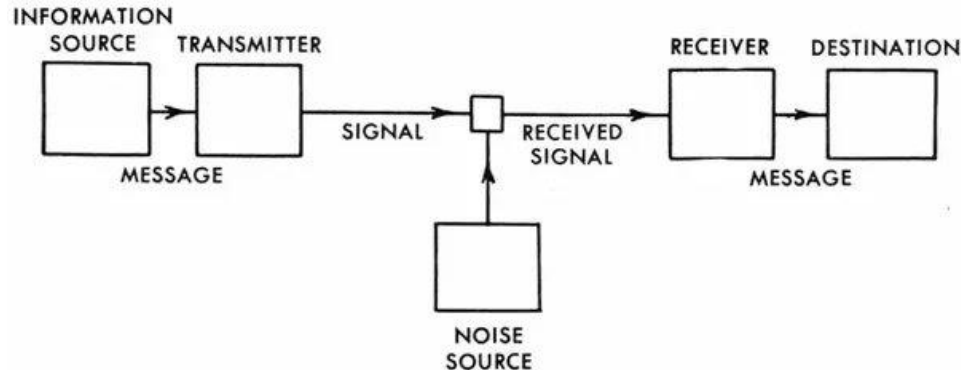 INFORMATION
SOURCE
TRANSMITTER
RECEIVER
DESTINATION
SIGNAL
RECEIVED
SIGNAL
MESSAGE
MESSAGE
NOISE
SOURCE